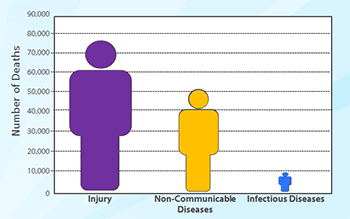 90,000
80,000
70,000
60,000
50,000
40,000
30,000
20,000
10,000
Number of Deaths
Injury
Non-Communicable
Diseases
Infectious Diseases